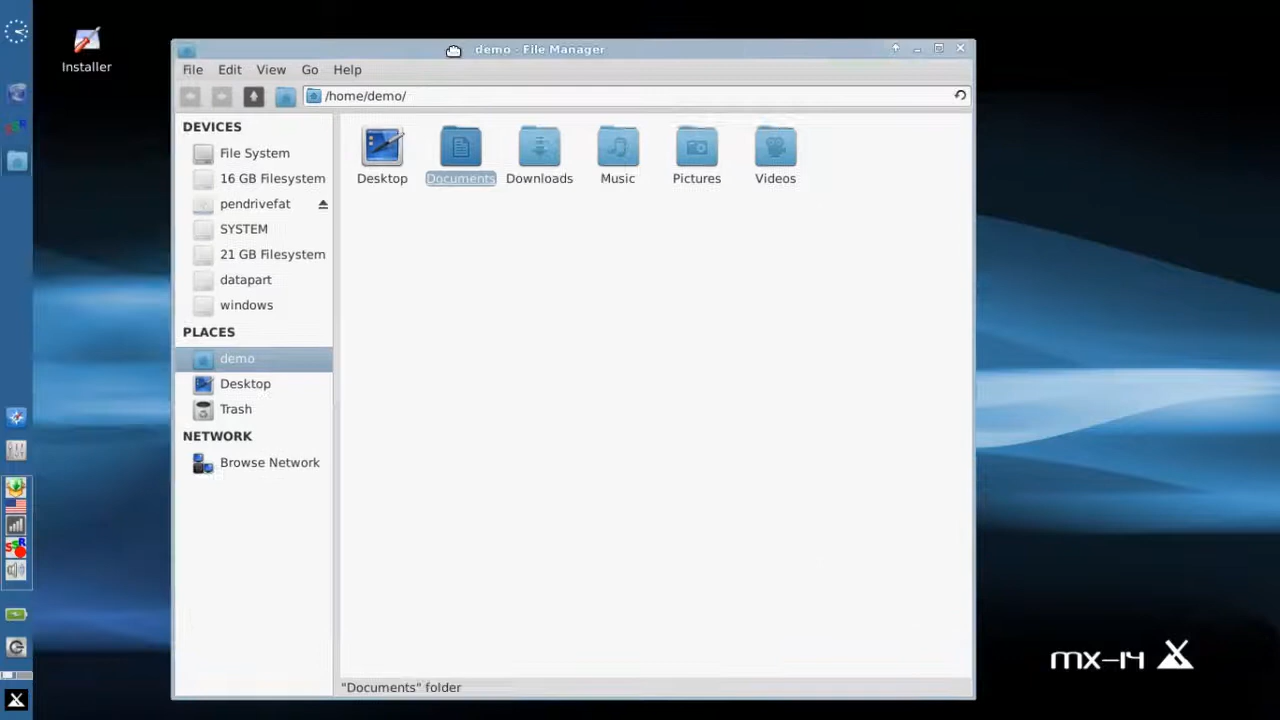 Installer
demo - File Manager
File Edit View Go Help
/home/demo/
DEVICES
File System
16 GB Filesystem
pendrivefat
SYSTEM
21 GB Filesystem
datapart
windows
PLACES
demo
Desktop
Trash
NETWORK
Browse Network
Desktop Documents Downloads Music Pictures Videos
"Documents" folder
SSR
mx-14